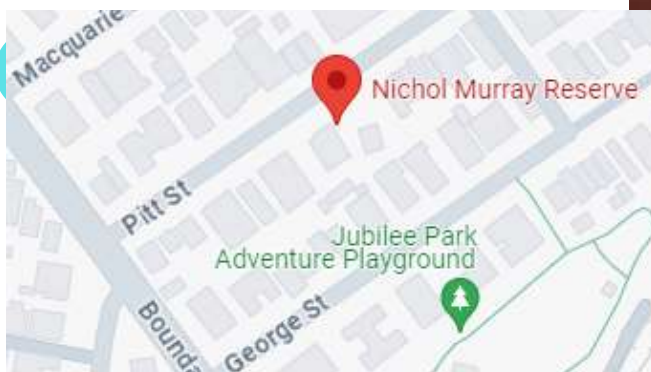 Macquarie
Nichol Murray Reserve
Pitt St
Jubilee Park
Adventure Playground
Bounda
George St